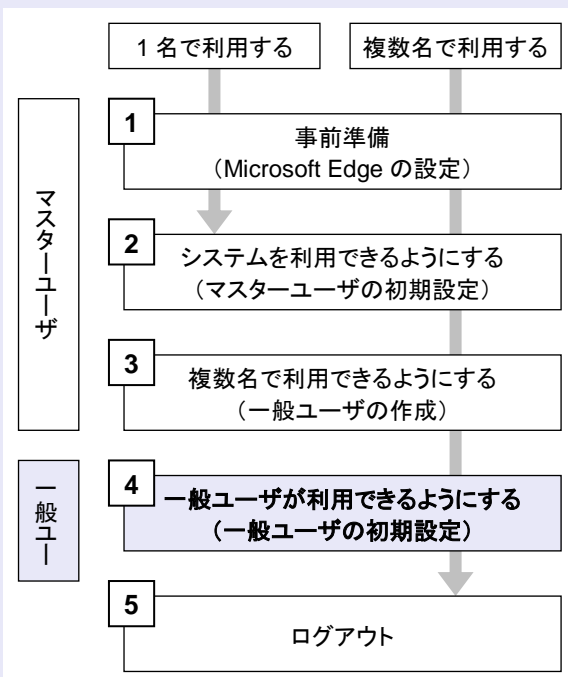 1名で利用する
複数名で利用する
マスターユーザ
1
事前準備
（Microsoft Edge の設定）
2
システムを利用できるようにする
（マスターユーザの初期設定）
3
複数名で利用できるようにする
（一般ユーザの作成）
一般ユー
4
一般ユーザが利用できるようにする
（一般ユーザの初期設定）
5
ログアウト